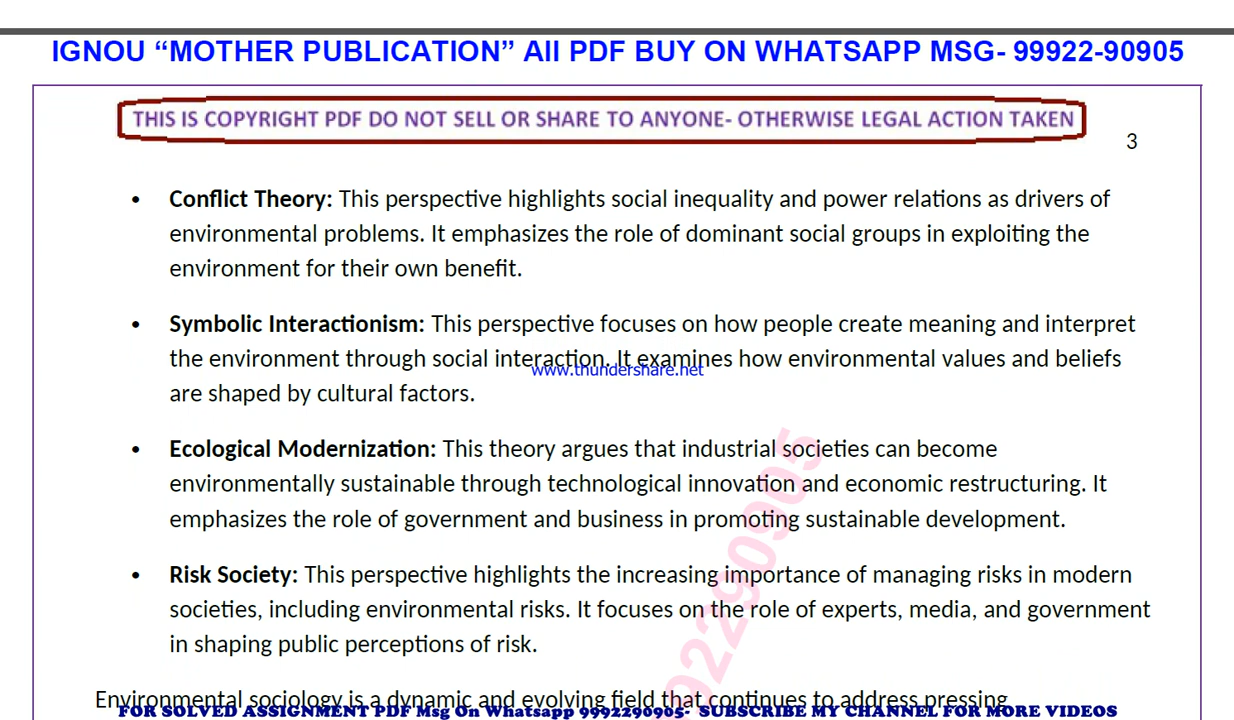 IGNOU “MOTHER PUBLICATION” All PDF BUY ON WHATSAPP MSG- 99922-90905
THIS IS COPYRIGHT PDF DO NOT SELL OR SHARE TO ANYONE- OTHERWISE LEGAL ACTION TAKEN
3
• Conflict Theory: This perspective highlights social inequality and power relations as drivers of
environmental problems. It emphasizes the role of dominant social groups in exploiting the
environment for their own benefit.
• Symbolic Interactionism: This perspective focuses on how people create meaning and interpret
the environment through social interaction. It examines how environmental values and beliefs
www.thundershare.net
are shaped by cultural factors.
• Ecological Modernization: This theory argues that industrial societies can become
environmentally sustainable through technological innovation and economic restructuring. It
emphasizes the role of government and business in promoting sustainable development.
• Risk Society: This perspective highlights the increasing importance of managing risks in modern
societies, including environmental risks. It focuses on the role of experts, media, and government
in shaping public perceptions of risk.
Environmental sociology is a dynamic and evolving field that continues to address pressing
FOR SOLVED ASSIGNMENT PDF Msg On Whatsapp 9992290905- SUBSCRIBE MY CHANNEL FOR MORE VIDEOS